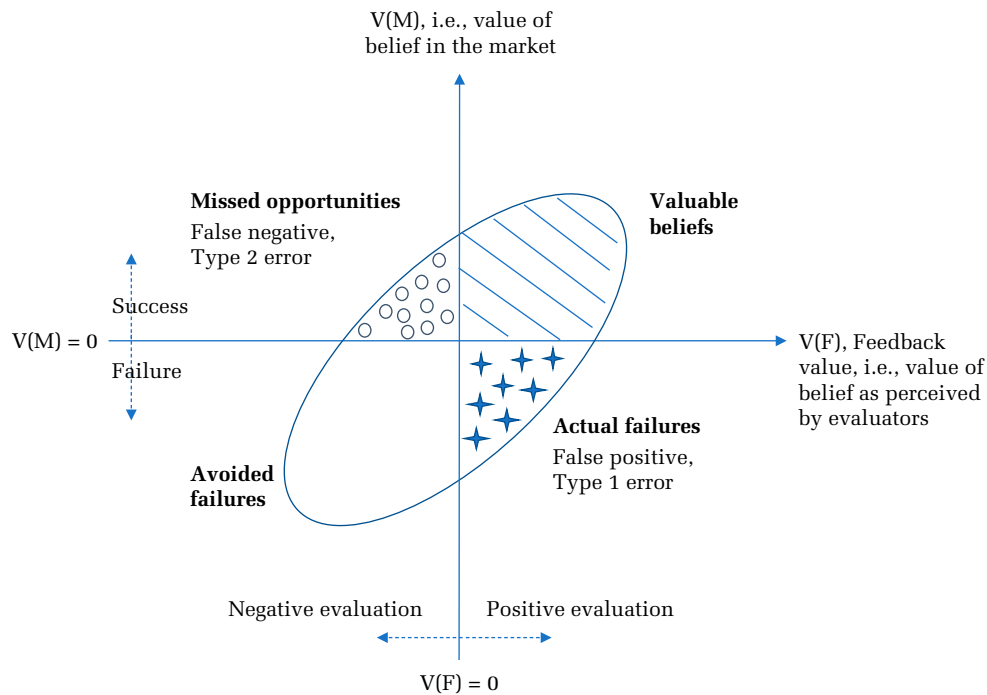 V(M), i.e., value of
belief in the market
Missed opportunities
False negative,
Type 2 error
Valuable
beliefs
Success
V(M) = 0
Failure
V(F), Feedback
value, i.e., value of
belief as perceived
by evaluators
Actual failures
False positive,
Type 1 error
Avoided
failures
Negative evaluation
Positive evaluation
V(F) = 0